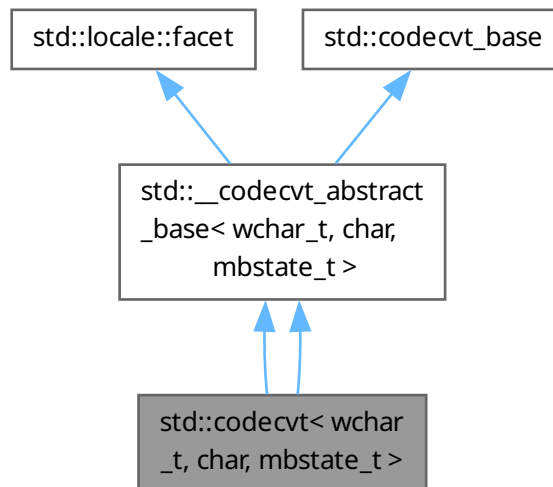 std::locale::facet
std::codecvt_base
std::__codecvt_abstract
_base< wchar_t, char,
mbstate_t >
std::codecvt< wchar
_t, char, mbstate_t >